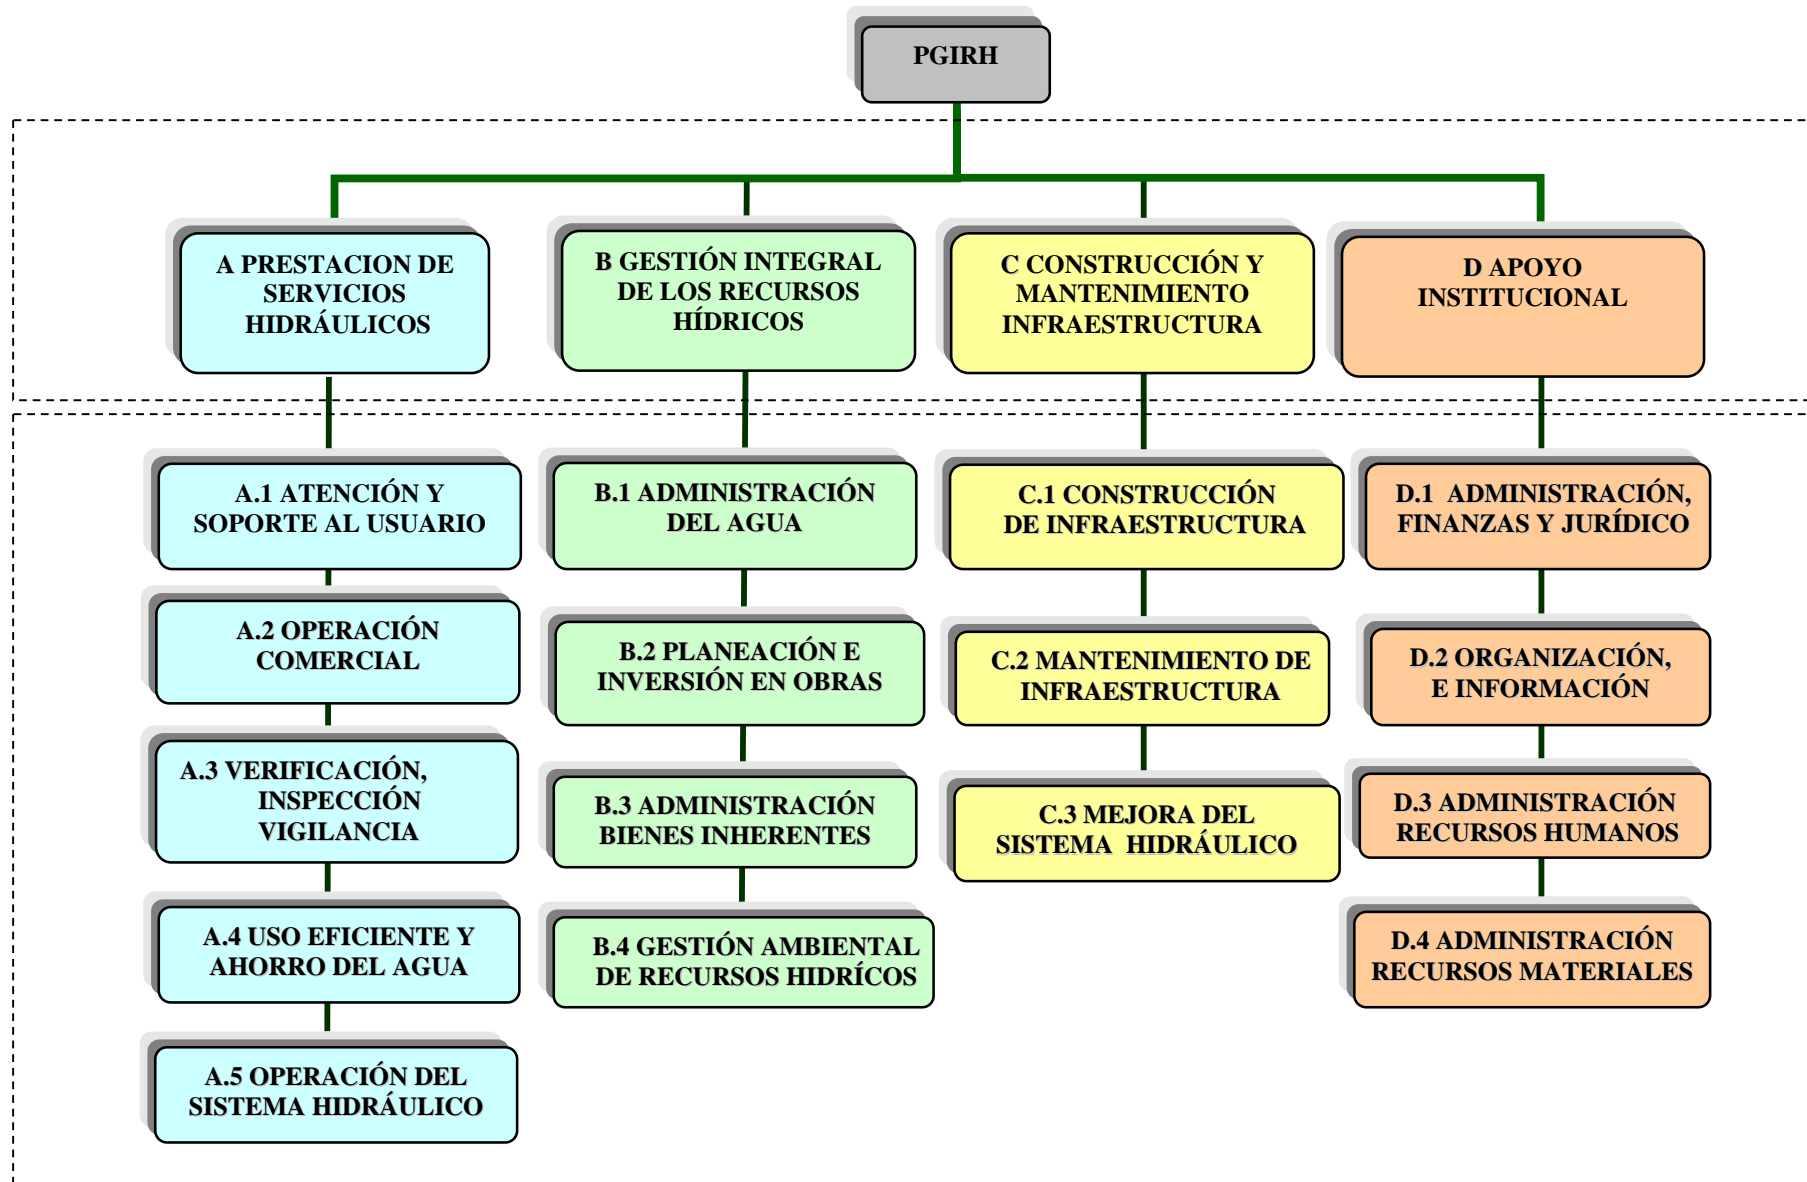 PGIRH
A PRESTACION DE
SERVICIOS
HIDRÁULICOS
B GESTIÓN INTEGRAL
DE LOS RECURSOS
HÍDRICOS
C CONSTRUCCIÓN Y
MANTENIMIENTO
INFRAESTRUCTURA
D APOYO
INSTITUCIONAL
A.1 ATENCIÓN Y
SOPORTE AL USUARIO
A.2 OPERACIÓN
COMERCIAL
A.3 VERIFICACIÓN,
INSPECCIÓN
VIGILANCIA
A.4 USO EFICIENTE Y
AHORRO DEL AGUA
A.5 OPERACIÓN DEL
SISTEMA HIDRÁULICO
B.1 ADMINISTRACIÓN
DEL AGUA
B.2 PLANEACIÓN E
INVERSIÓN EN OBRAS
B.3 ADMINISTRACIÓN
BIENES INHERENTES
B.4 GESTIÓN AMBIENTAL
DE RECURSOS HIDRÍCOS
C.1 CONSTRUCCIÓN
DE INFRAESTRUCTURA
C.2 MANTENIMIENTO DE
INFRAESTRUCTURA
C.3 MEJORA DEL
SISTEMA HIDRÁULICO
D.1 ADMINISTRACIÓN,
FINANZAS Y JURÍDICO
D.2 ORGANIZACIÓN,
E INFORMACIÓN
D.3 ADMINISTRACIÓN
RECURSOS HUMANOS
D.4 ADMINISTRACIÓN
RECURSOS MATERIALES